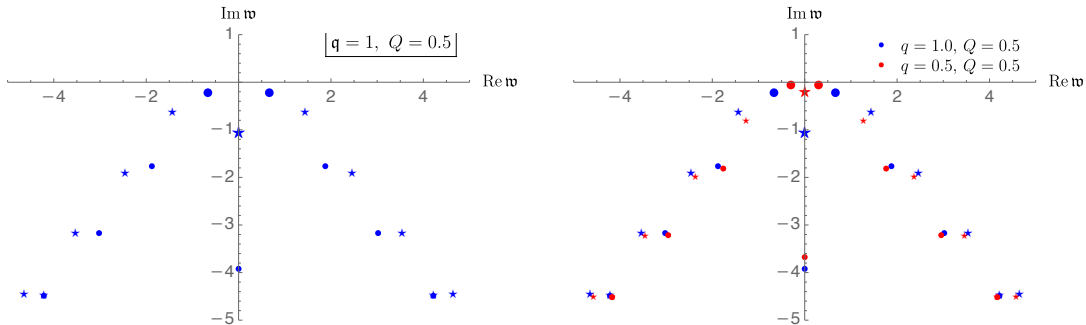 Im 𝔴
1
𝔮 = 1, Q = 0.5
Re 𝔴
−4
−2
2
4
−1
−2
−3
−4
−5
Im 𝔴
1
q = 1.0, Q = 0.5
q = 0.5, Q = 0.5
Re 𝔴
−4
−2
2
4
−1
−2
−3
−4
−5